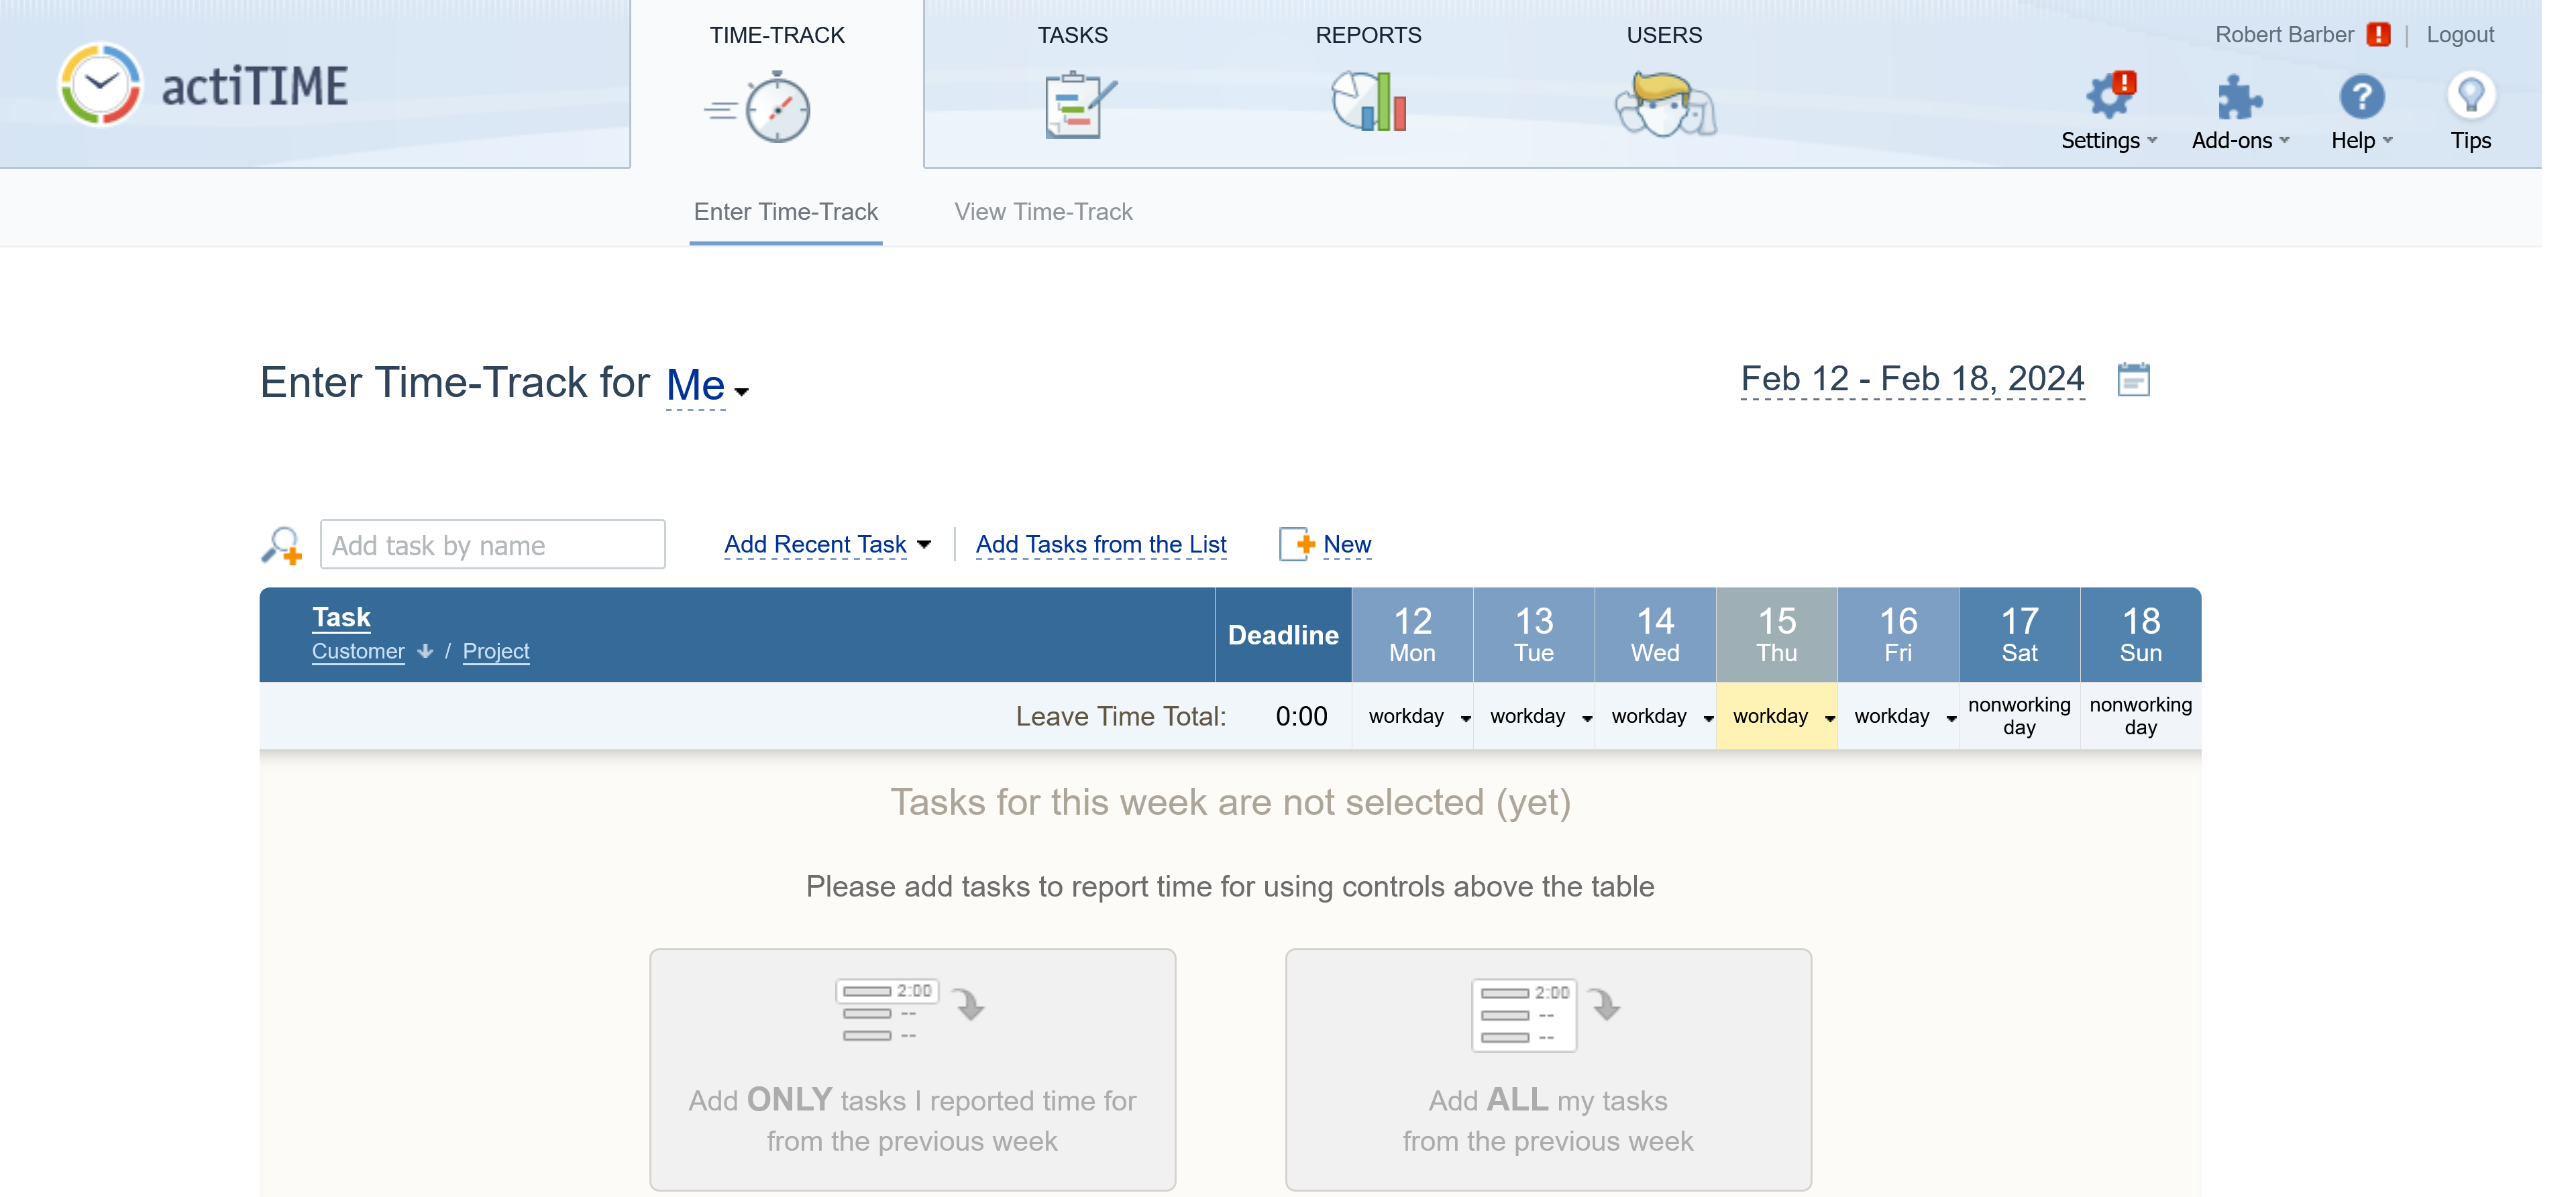 actiTIME
TIME-TRACK
TASKS
REPORTS
USERS
Robert Barber ! | Logout
Settings
Add-ons
? Help
Tips
Enter Time-Track
View Time-Track
Enter Time-Track for Me
Feb 12 - Feb 18, 2024
Add task by name
Add Recent Task
Add Tasks from the List
New
Task
Customer / Project
Deadline
12 Mon
13 Tue
14 Wed
15 Thu
16 Fri
17 Sat
18 Sun
Leave Time Total: 0:00
workday
workday
workday
workday
workday
nonworking
day
nonworking
day
Tasks for this week are not selected (yet)
Please add tasks to report time for using controls above the table
2:00
--
--
Add ONLY tasks I reported time for
from the previous week
2:00
--
--
Add ALL my tasks
from the previous week